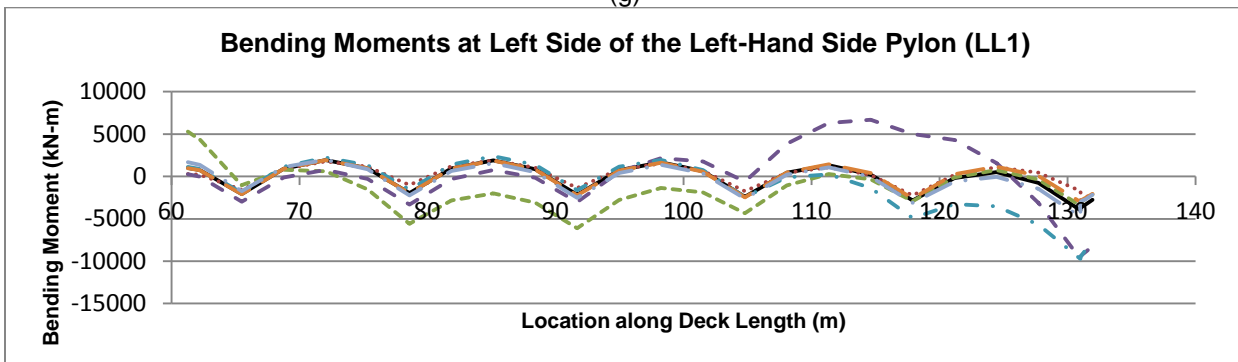 (g)
Bending Moments at Left Side of the Left-Hand Side Pylon (LL1)
Bending Moment (kN-m)
10000
5000
0
-5000
-10000
-15000
60 70 80 90 100 110 120 130 140
Location along Deck Length (m)